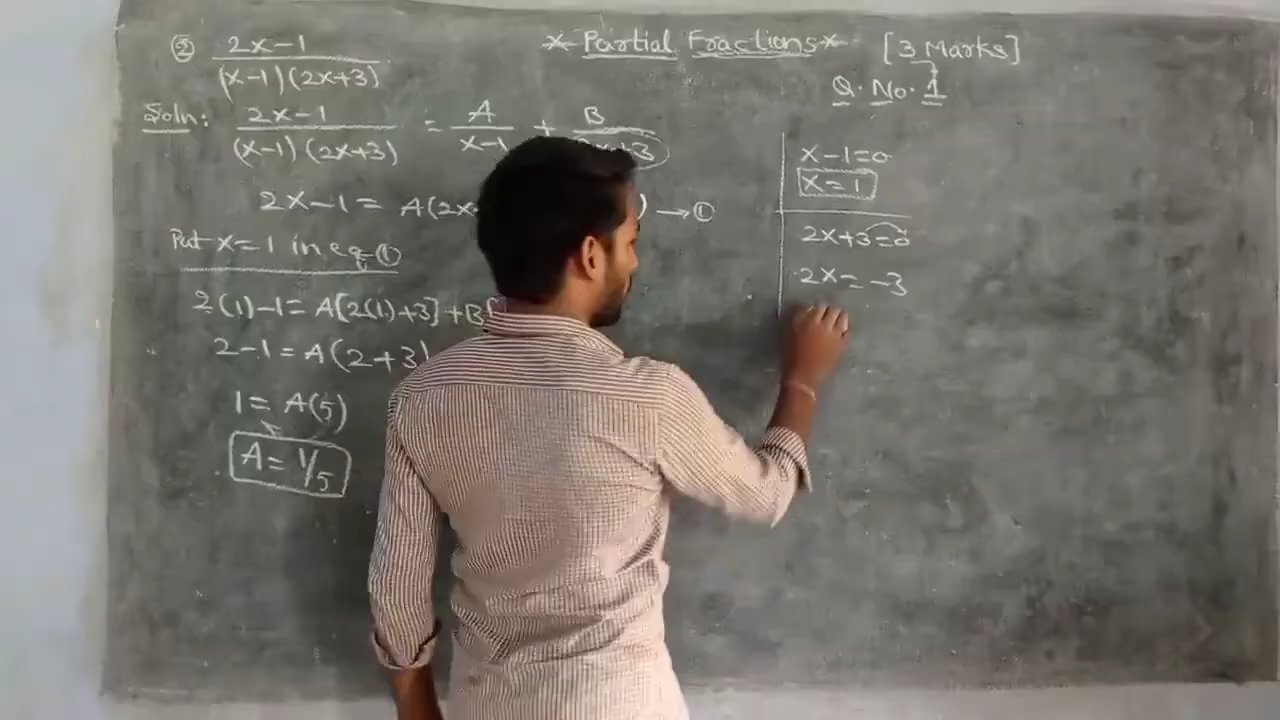 ② 2x-1
(x-1)(2x+3)
* Partial Fractions * [3 Marks]
Q. No. 1
Soln: 2x-1 / (x-1)(2x+3) = A / x-1 + B / x+3
2x-1 = A(2x ) → ①
Put x=1 in eq ①
2(1)-1 = A[2(1)+3] + B[
2-1 = A(2+3)
1 = A(5)
A = 1/5
x-1=0
x=1
2x+3=0
2x = -3